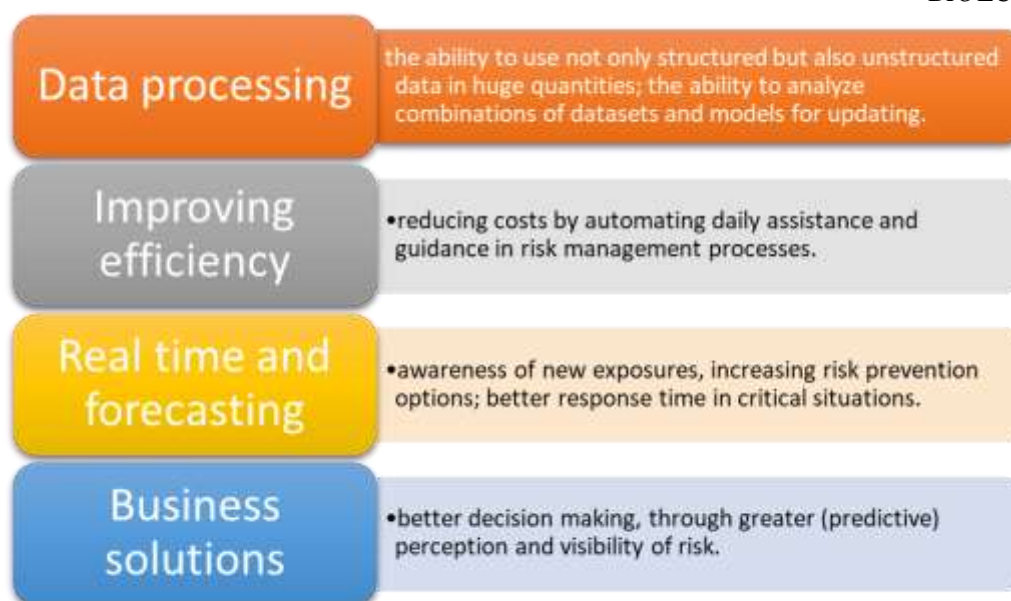 Data processing
the ability to use not only structured but also unstructured
data in huge quantities; the ability to analyze
combinations of datasets and models for updating.
Improving
efficiency
•reducing costs by automating daily assistance and
guidance in risk management processes.
Real time and
forecasting
•awareness of new exposures, increasing risk prevention
options; better response time in critical situations.
Business
solutions
•better decision making, through greater (predictive)
perception and visibility of risk.